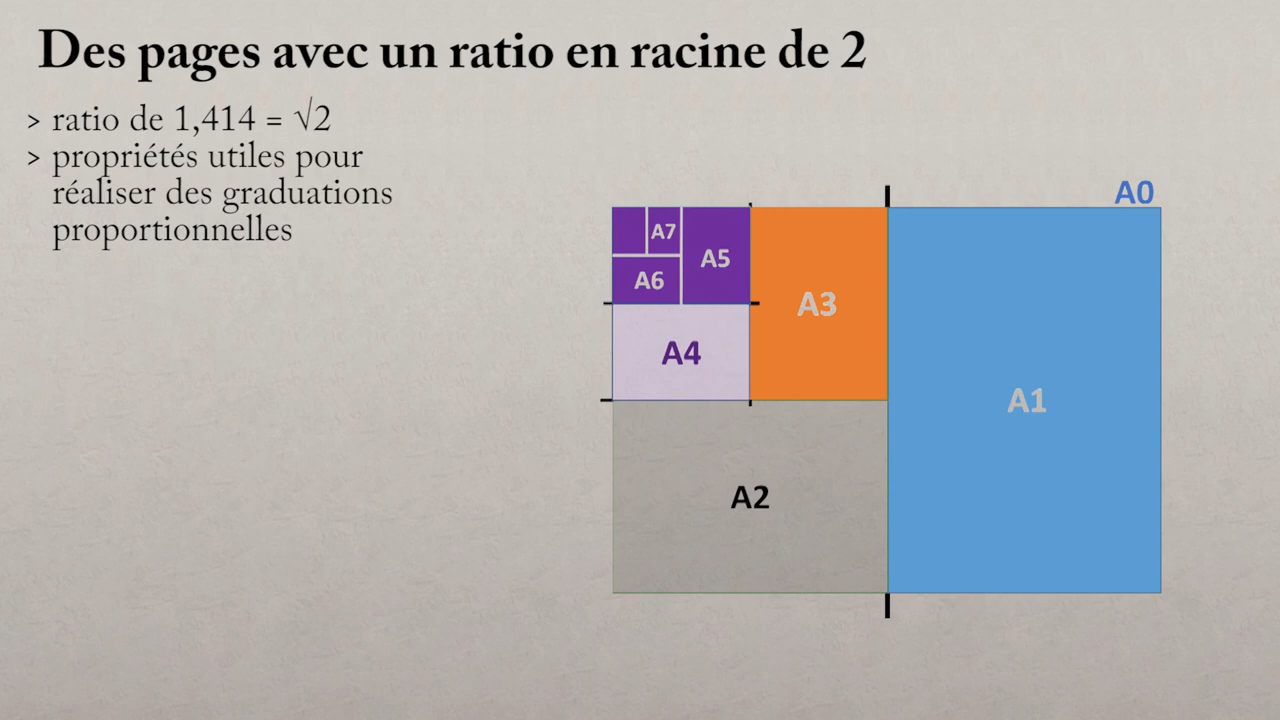 Des pages avec un ratio en racine de 2
> ratio de 1,414 = √2
> propriétés utiles pour
réaliser des graduations
proportionnelles
A0
A7
A5
A6
A3
A4
A1
A2